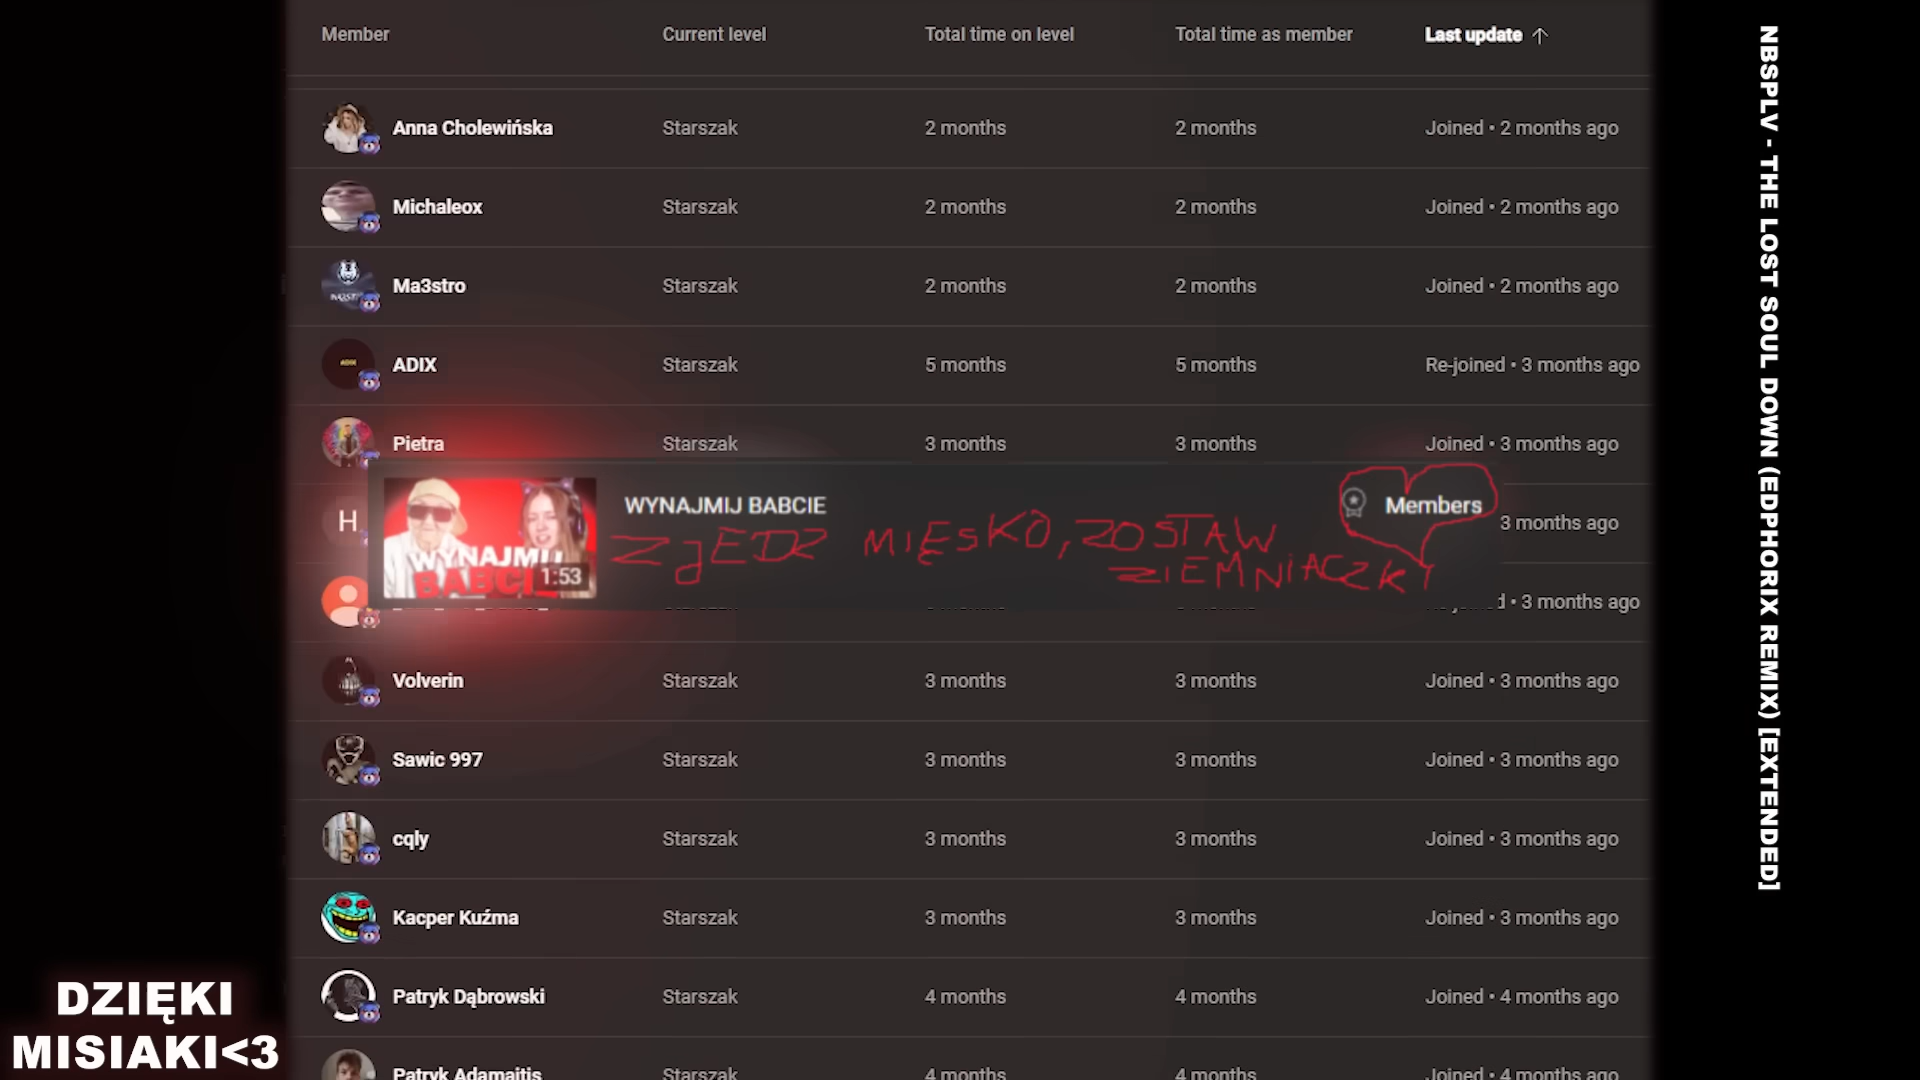 Member Current level Total time on level Total time as member Last update
Anna Cholewińska Starszak 2 months 2 months Joined • 2 months ago
Michaleox Starszak 2 months 2 months Joined • 2 months ago
Ma3stro Starszak 2 months 2 months Joined • 2 months ago
ADIX Starszak 5 months 5 months Re-joined • 3 months ago
Pietra Starszak 3 months 3 months Joined • 3 months ago
H 3 months ago
WYNAJMIJ BABCIE Members
ZJEDZ MIĘSKO, ZOSTAW
ZIEMNIACZKI
WYNAJMIJ
BABCIE
1:53
d • 3 months ago
Volverin Starszak 3 months 3 months Joined • 3 months ago
Sawic 997 Starszak 3 months 3 months Joined • 3 months ago
cqly Starszak 3 months 3 months Joined • 3 months ago
Kacper Kuźma Starszak 3 months 3 months Joined • 3 months ago
Patryk Dąbrowski Starszak 4 months 4 months Joined • 4 months ago
Patryk Adamaitis Starszak 4 months 4 months Joined • 4 months ago
DZIĘKI
MISIAKI<3
NBSPLV - THE LOST SOUL DOWN (EDPHORIX REMIX) [EXTENDED]